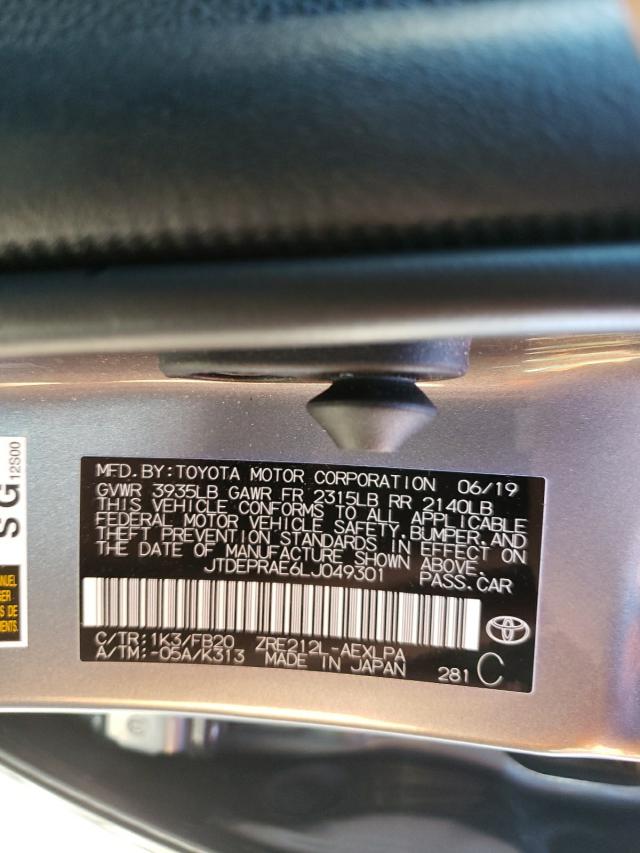 MFD. BY: TOYOTA MOTOR CORPORATION 06/19
GVWR 3935LB GAWR FR 2315LB RR 2140LB
THIS VEHICLE CONFORMS TO ALL APPLICABLE
FEDERAL MOTOR VEHICLE SAFETY, BUMPER, AND
THEFT PREVENTION STANDARDS IN EFFECT ON
THE DATE OF MANUFACTURE SHOWN ABOVE.
JTDEPRAE6LJ049301 PASS. CAR
C/TR: 1K3/FB20 ZRE212L-AEXLPA
A/TM: -05A/K313 MADE IN JAPAN 281 C
SG
12S00